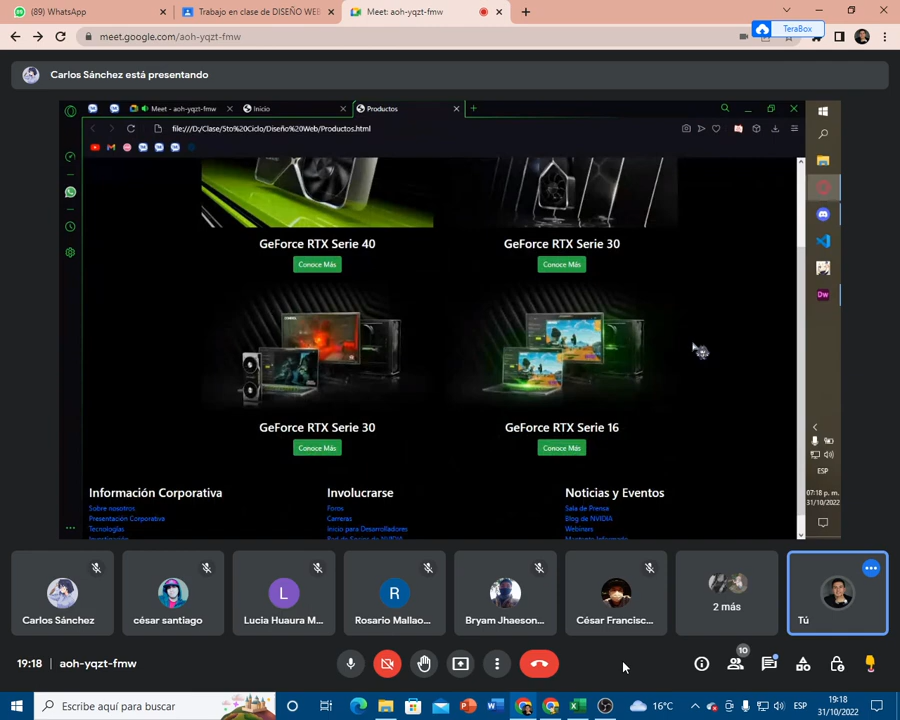 (89) WhatsApp
Trabajo en clase de DISEÑO WEB
Meet: aoh-yqzt-fmw
meet.google.com/aoh-yqzt-fmw
TeraBox
Carlos Sánchez está presentando
Meet - aoh-yqzt-fmw
Inicio
Productos
file:///D:/Clase/5to%20Ciclo/Diseño%20Web/Productos.html
GeForce RTX Serie 40
GeForce RTX Serie 30
Conoce Más
Conoce Más
GeForce RTX Serie 30
GeForce RTX Serie 16
Conoce Más
Conoce Más
Información Corporativa
Involucrarse
Noticias y Eventos
Sobre nosotros
Foros
Sala de Prensa
Presentación Corporativa
Carreras
Blog de NVIDIA
Tecnologías
Inicio para Desarrolladores
Webinars
Dw
ESP
07:18 p. m.
31/10/2022
Carlos Sánchez
césar santiago
L
Lucia Huaura M...
R
Rosario Mallao...
Bryam Jhaeson...
César Francisc...
2 más
Tú
19:18
aoh-yqzt-fmw
10
Escribe aquí para buscar
16°C
ESP
19:18
31/10/2022